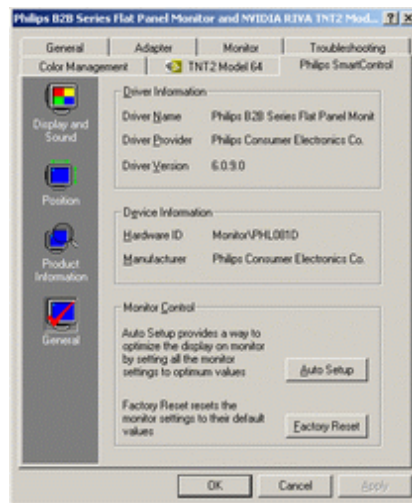 Philips B2B Series Flat Panel Monitor and NVIDIA RIVA TNT2 Mod... ? x
General Adapter Monitor Troubleshooting
Color Management TNT2 Model 64 Philips SmartControl
Display and Sound
Position
Product Information
General
Driver Information
Driver Name Philips B2B Series Flat Panel Monit
Driver Provider Philips Consumer Electronics Co.
Driver Version 6.0.9.0
Device Information
Hardware ID Monitor\PHL081D
Manufacturer Philips Consumer Electronics Co.
Monitor Control
Auto Setup provides a way to
optimize the display on monitor
by setting all the monitor
settings to optimum values
Auto Setup
Factory Reset resets the
monitor settings to their default
values
Factory Reset
OK Cancel Apply